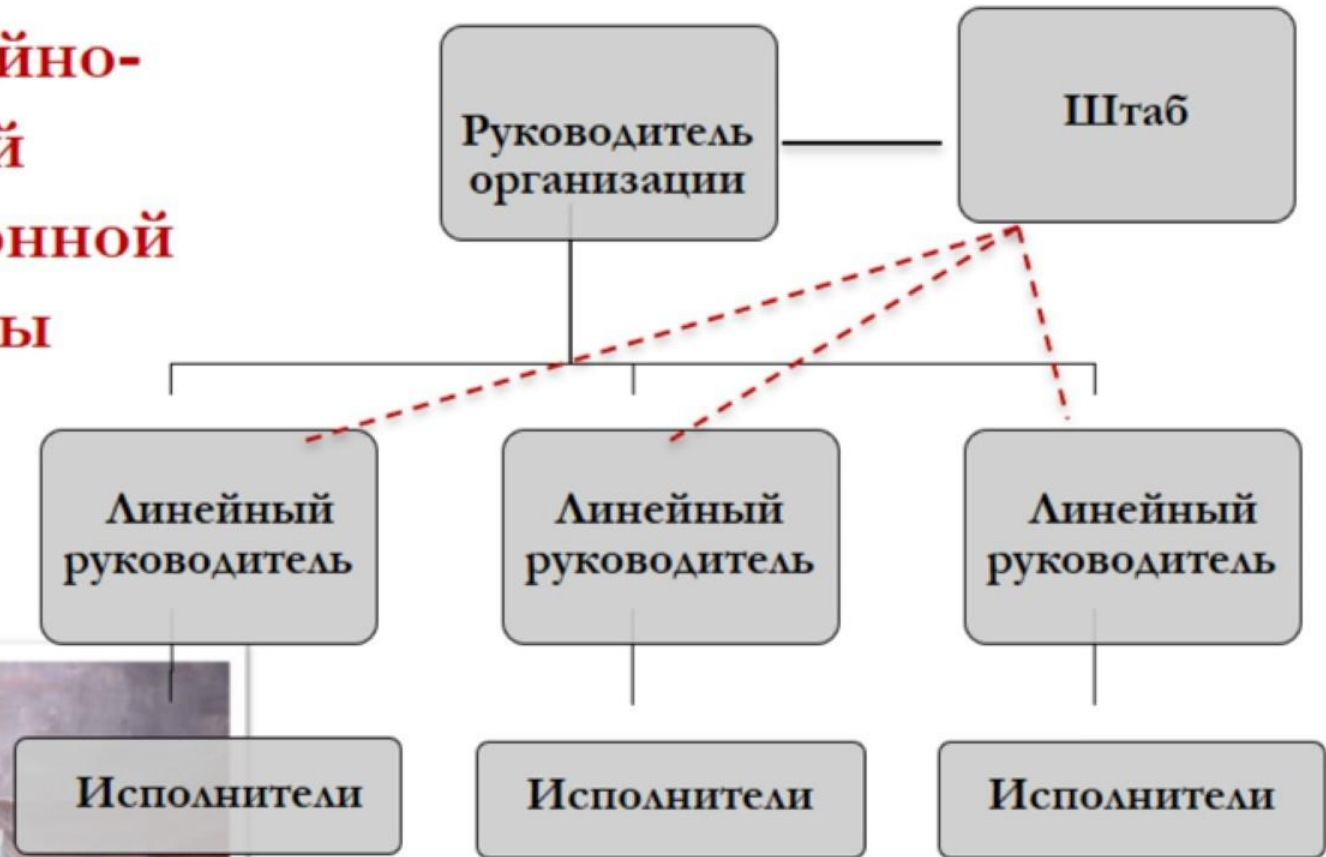 йно-
й
онной
ы
Руководитель
организации
Штаб
Линейный
руководитель
Линейный
руководитель
Линейный
руководитель
Исполнители
Исполнители
Исполнители